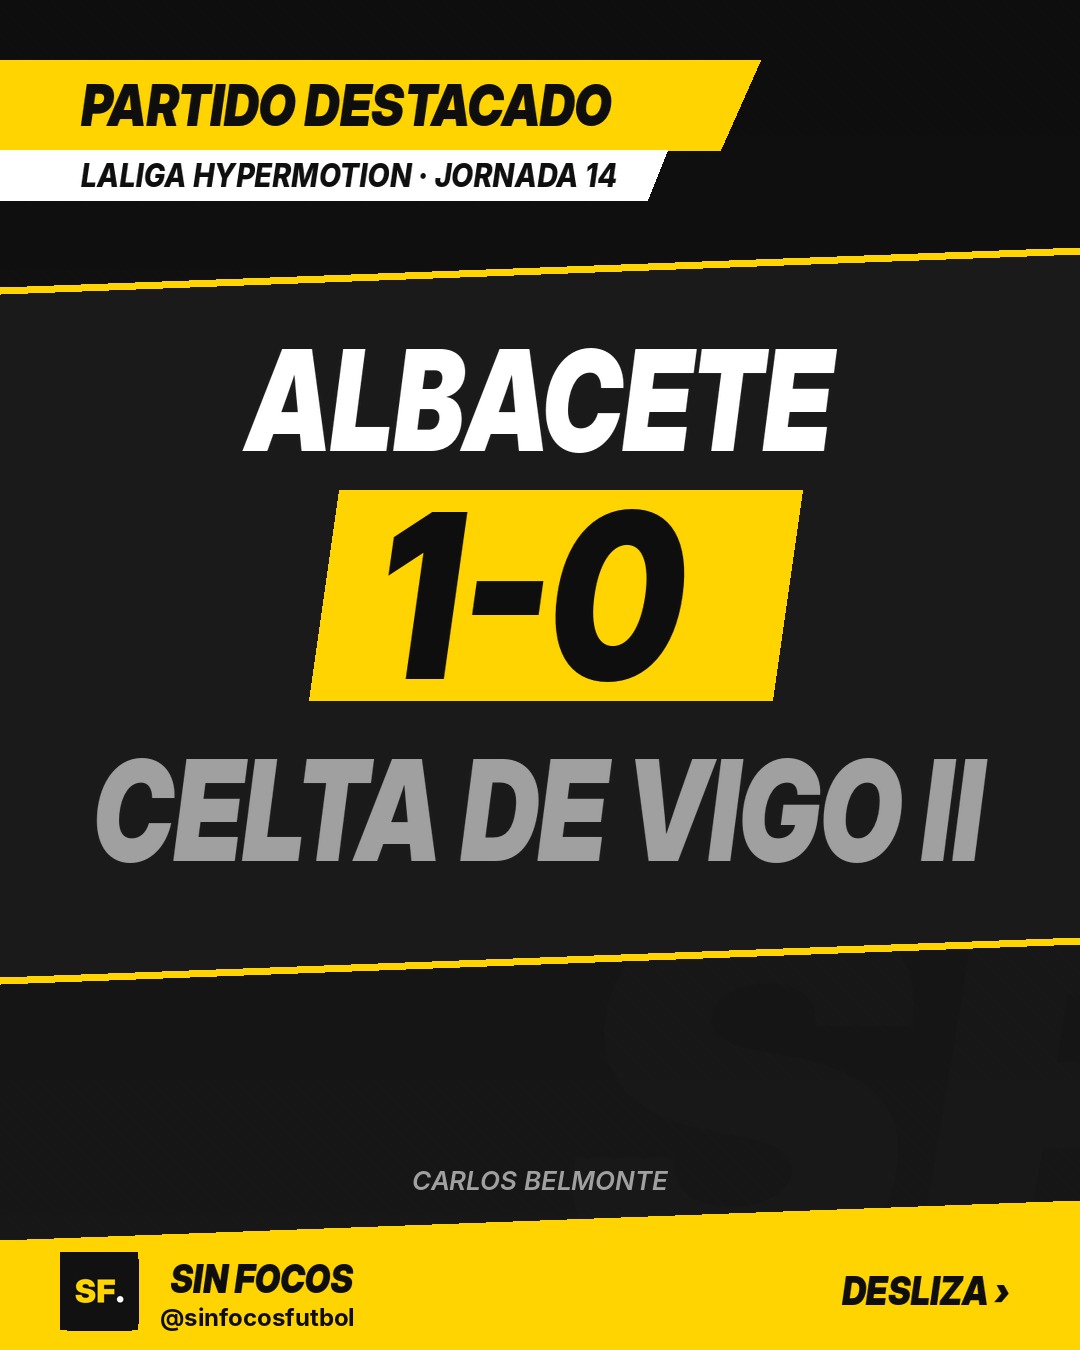 PARTIDO DESTACADO
LALIGA HYPERMOTION · JORNADA 14
ALBACETE
1-0
CELTA DE VIGO II
SF
CARLOS BELMONTE
SF.
SIN FOCOS
@sinfocosfutbol
DESLIZA ›